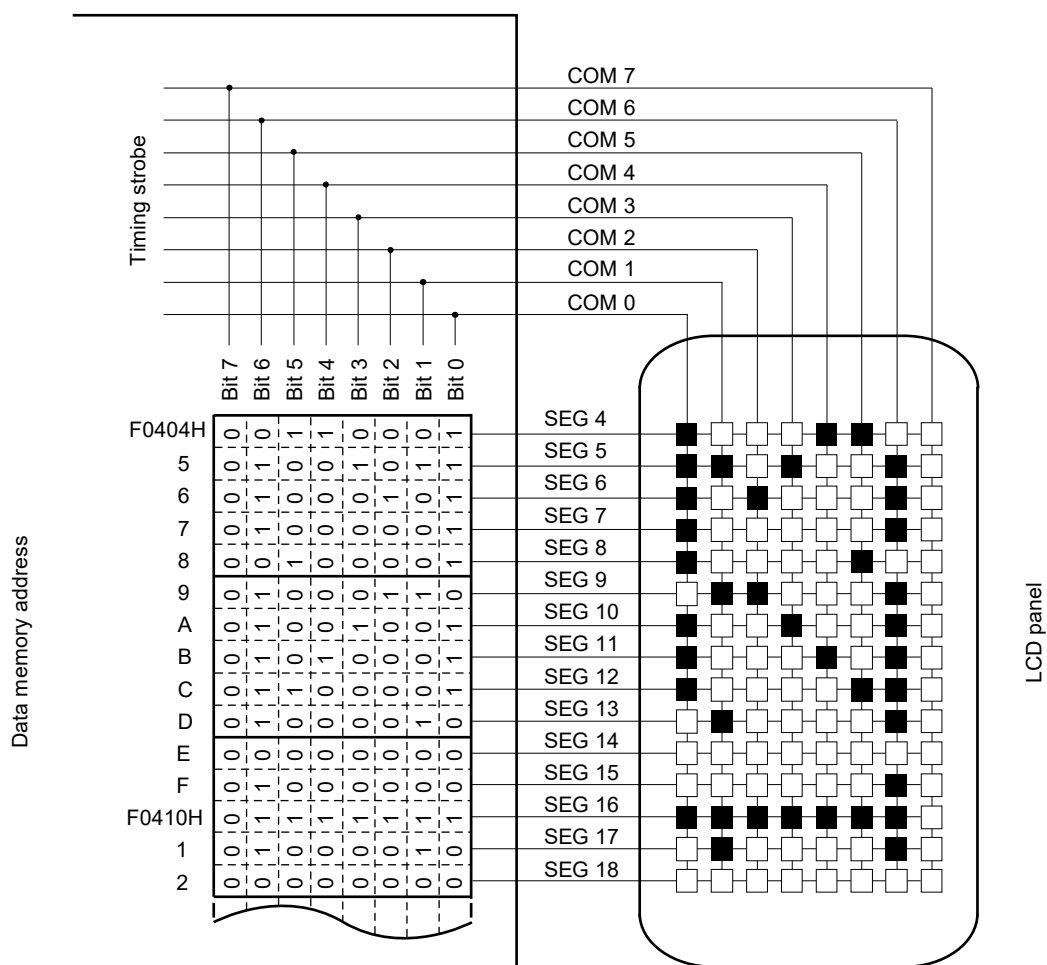 COM 7
COM 6
COM 5
COM 4
COM 3
COM 2
COM 1
COM 0
Timing strobe
Bit 7 Bit 6 Bit 5 Bit 4 Bit 3 Bit 2 Bit 1 Bit 0
Data memory address
F0404H 0 0 1 1 0 0 0 1 SEG 4
5 0 1 0 0 1 0 1 1 SEG 5
6 0 1 0 0 0 1 0 1 SEG 6
7 0 1 0 0 0 0 0 1 SEG 7
8 0 0 1 0 0 0 0 1 SEG 8
9 0 1 0 0 0 1 1 0 SEG 9
A 0 1 0 0 1 0 0 1 SEG 10
B 0 1 0 1 0 0 0 1 SEG 11
C 0 1 1 0 0 0 0 1 SEG 12
D 0 1 0 0 0 0 1 0 SEG 13
E 0 0 0 0 0 0 0 0 SEG 14
F 0 1 0 0 0 0 0 0 SEG 15
F0410H 0 1 1 1 1 1 1 1 SEG 16
1 0 1 0 0 0 0 1 0 SEG 17
2 0 0 0 0 0 0 0 0 SEG 18
LCD panel